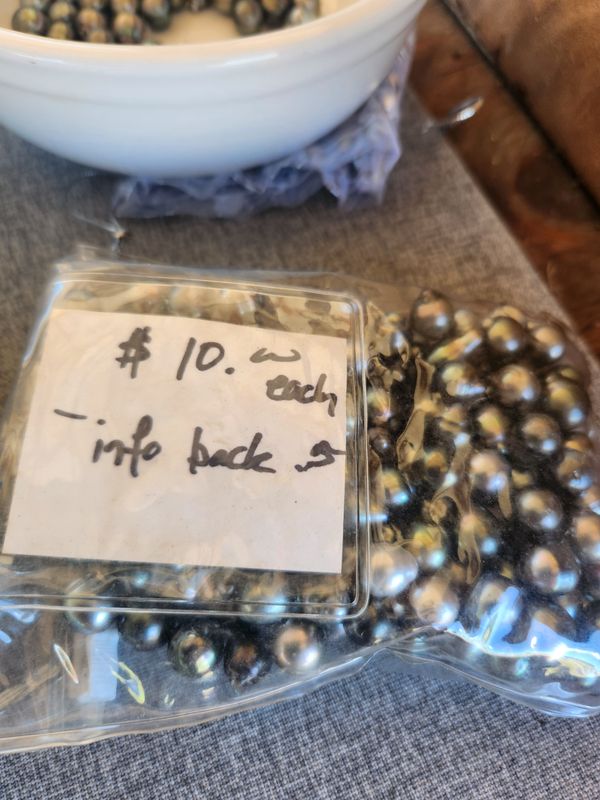 $ 10. 00
each
- info back